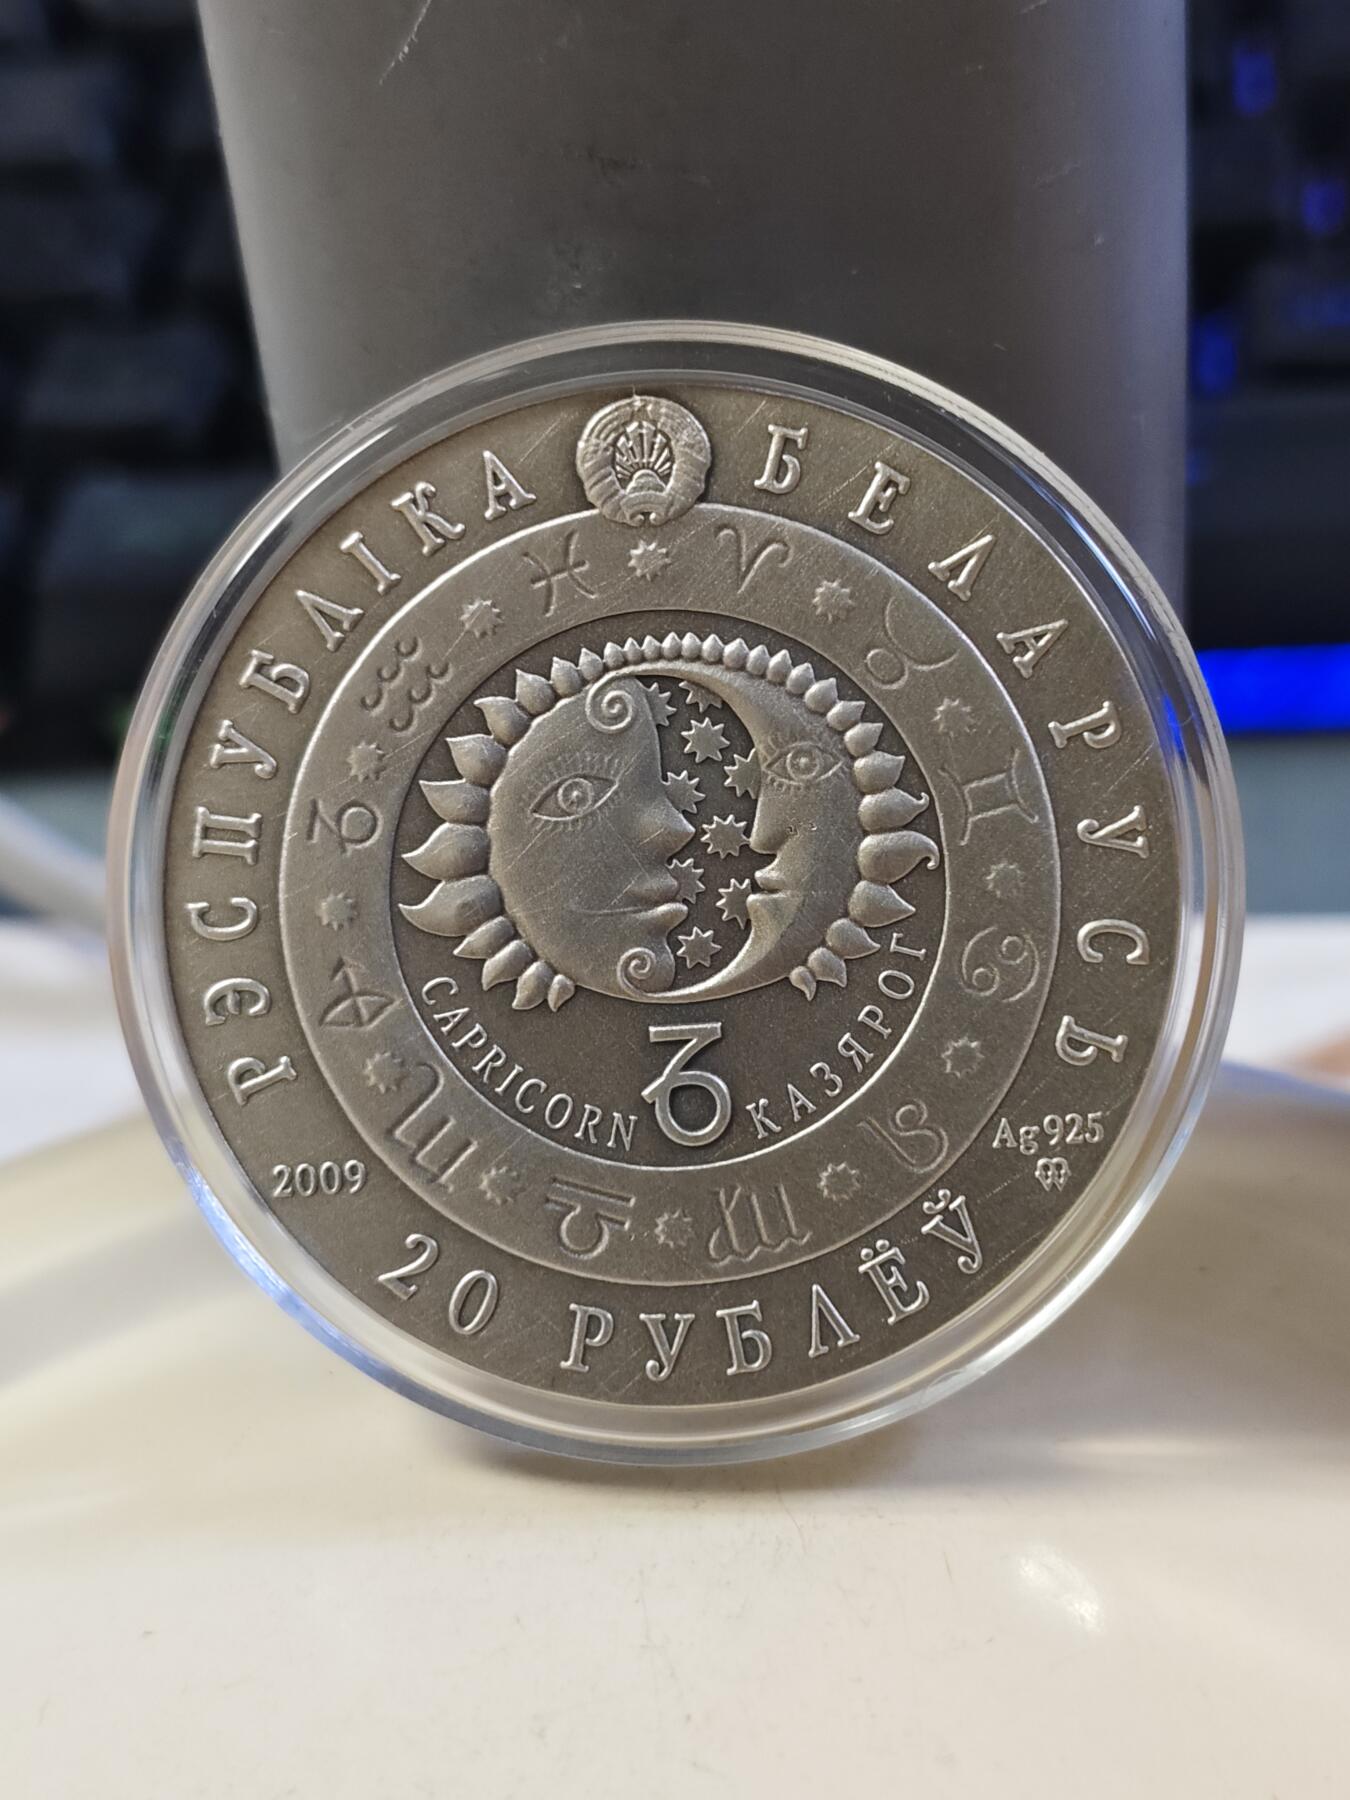 РЭСПУБЛІКА БЕЛАРУСЬ
CAPRICORN
КАЗЯРОГ
2009
Ag 925
20 РУБЛЁЎ